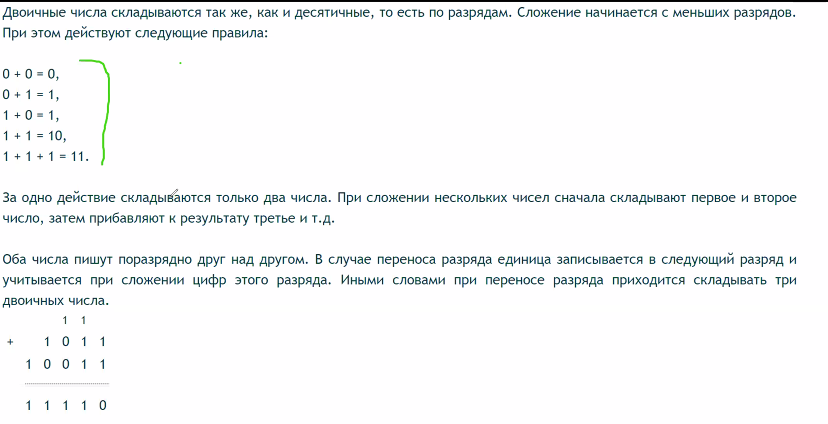 Двоичные числа складываются так же, как и десятичные, то есть по разрядам. Сложение начинается с меньших разрядов.
При этом действуют следующие правила:
0 + 0 = 0,
0 + 1 = 1,
1 + 0 = 1,
1 + 1 = 10,
1 + 1 + 1 = 11.
За одно действие складываются только два числа. При сложении нескольких чисел сначала складывают первое и второе
число, затем прибавляют к результату третье и т.д.
Оба числа пишут поразрядно друг над другом. В случае переноса разряда единица записывается в следующий разряд и
учитывается при сложении цифр этого разряда. Иными словами при переносе разряда приходится складывать три
двоичных числа.
1 1
+ 1 0 1 1
1 0 0 1 1
1 1 1 1 0